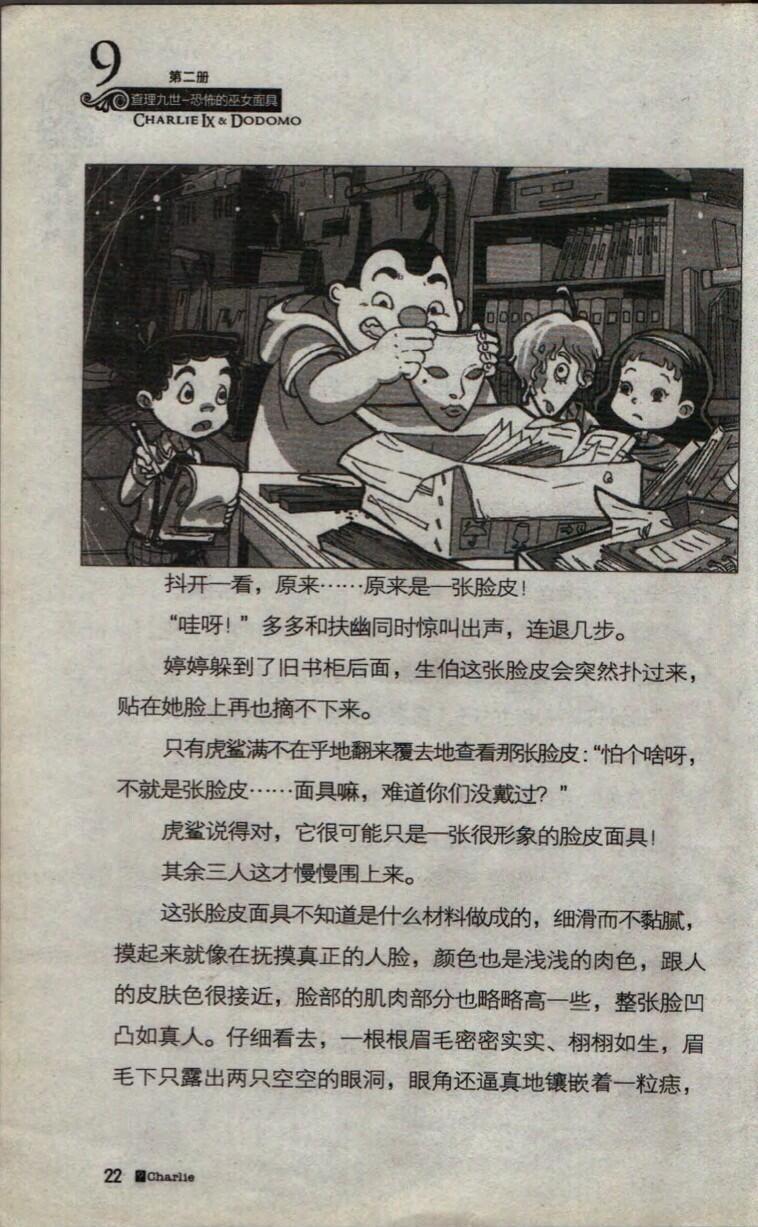 9
第二册
查理九世-恐怖的巫女面具
CHARLIE IX & DODOMO
抖开一看，原来……原来是一张脸皮！
“哇呀！”多多和扶幽同时惊叫出声，连退几步。
婷婷躲到了旧书柜后面，生伯这张脸皮会突然扑过来，
贴在她脸上再也摘不下来。
只有虎鲨满不在乎地翻来覆去地查看那张脸皮：“怕个啥呀，
不就是张脸皮……面具嘛，难道你们没戴过？”
虎鲨说得对，它很可能只是一张很形象的脸皮面具！
其余三人这才慢慢围上来。
这张脸皮面具不知道是什么材料做成的，细滑而不黏腻，
摸起来就像在抚摸真正的人脸，颜色也是浅浅的肉色，跟人
的皮肤色很接近，脸部的肌肉部分也略略高一些，整张脸凹
凸如真人。仔细看去，一根根眉毛密密实实、栩栩如生，眉
毛下只露出两只空空的眼洞，眼角还逼真地镶嵌着一粒痣，
22 ?Charlie